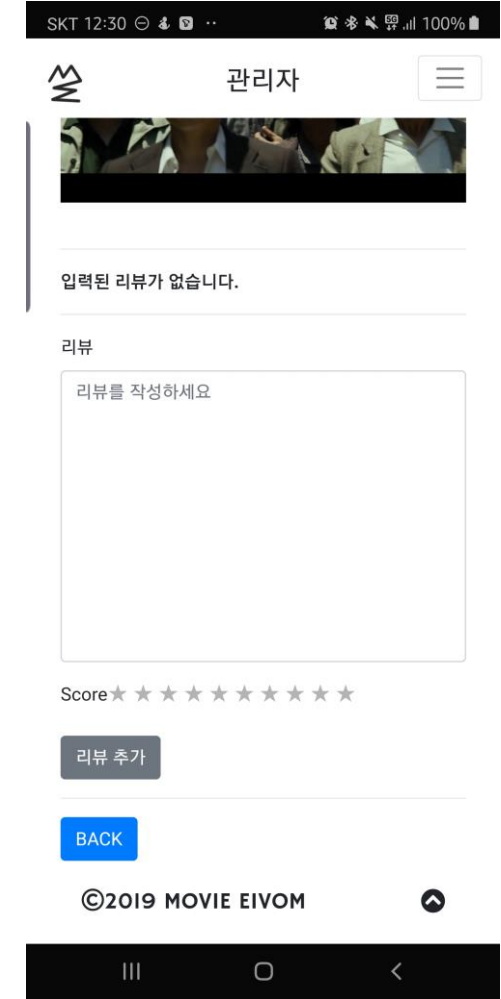 SKT 12:30
5G
100%
관리자
입력된 리뷰가 없습니다.
리뷰
리뷰를 작성하세요
Score
리뷰 추가
BACK
©2019 MOVIE EIVOM